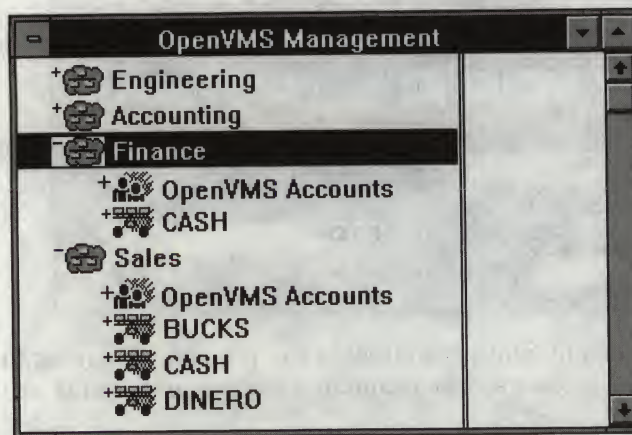 OpenVMS Management
+ Engineering
+ Accounting
- Finance
+ OpenVMS Accounts
+ CASH
- Sales
+ OpenVMS Accounts
+ BUCKS
+ CASH
+ DINERO